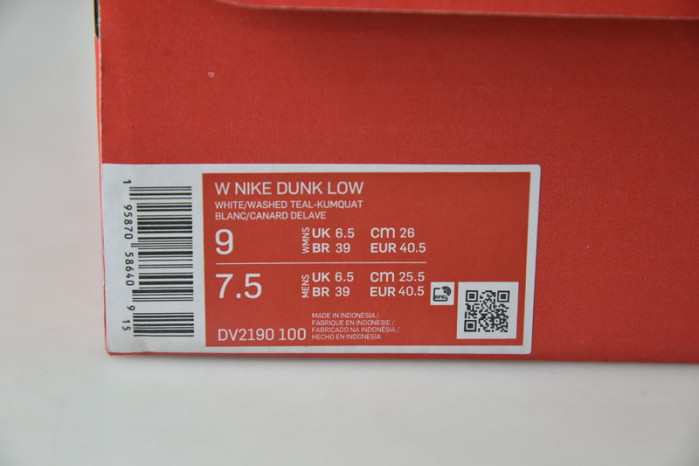 W NIKE DUNK LOW
WHITE/WASHED TEAL-KUMQUAT
BLANC/CANARD DELAVE
9 WMNS UK 6.5 CM 26
BR 39 EUR 40.5
7.5 MENS UK 6.5 CM 25.5
BR 39 EUR 40.5
DV2190 100
MADE IN INDONESIA /
FABRIQUE EN INDONESIE /
FABRICADO NA INDONÉSIA /
HECHO EN INDONESIA
1 95870 58640 9 15